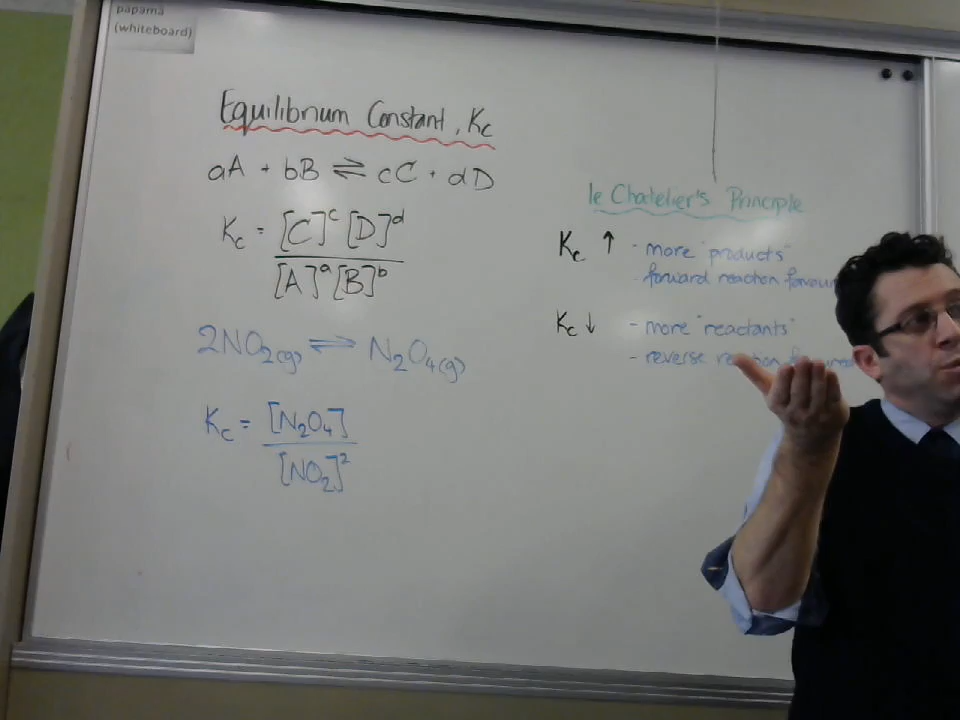 papamā
(whiteboard)
Equilibrium Constant, Kc
aA + bB ⇌ cC + dD
Kc = [C]ᶜ [D]ᵈ
[A]ᵃ [B]ᵇ
2NO₂(g) ⇌ N₂O₄(g)
Kc = [N₂O₄]
[NO₂]²
le Chatelier's Principle
Kc ↑ - more "products"
- forward reaction
Kc ↓ - more "reactants"
- reverse